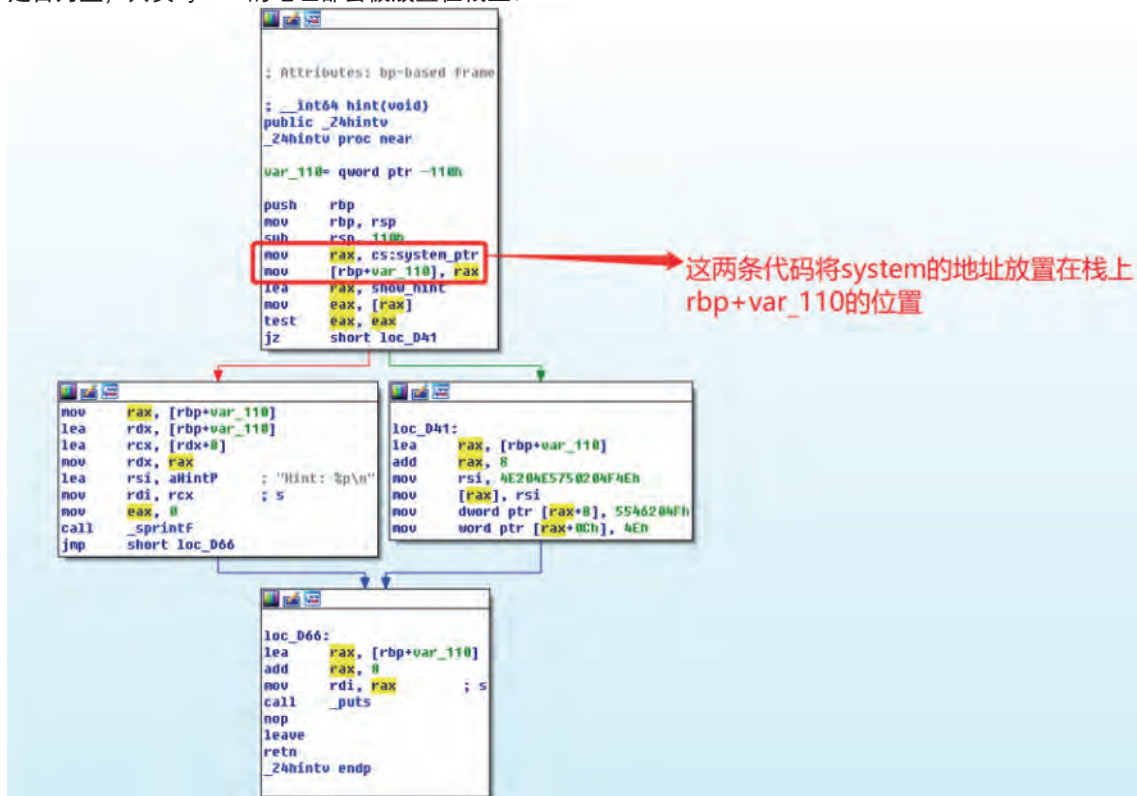 ; Attributes: bp-based frame
; __int64 hint(void)
public _Z4hintv
_Z4hintv proc near
var_110= qword ptr -110h
push rbp
mov rbp, rsp
sub rsp, 110h
mov rax, cs:system_ptr
mov [rbp+var_110], rax
lea rax, show_hint
mov eax, [rax]
test eax, eax
jz short loc_D41
这两条代码将system的地址放置在栈上
rbp+var_110的位置
mov rax, [rbp+var_110]
lea rdx, [rbp+var_110]
lea rcx, [rdx+8]
mov rdx, rax
lea rsi, aHintP ; "Hint: %p\n"
mov rdi, rcx ; s
mov eax, 0
call _sprintf
jmp short loc_D66
loc_D41:
lea rax, [rbp+var_110]
add rax, 8
mov rsi, 4E204E5750204F4Eh
mov [rax], rsi
mov dword ptr [rax+8], 5546204Fh
mov word ptr [rax+0Ch], 4Eh
loc_D66:
lea rax, [rbp+var_110]
add rax, 8
mov rdi, rax ; s
call _puts
nop
leave
retn
_Z4hintv endp